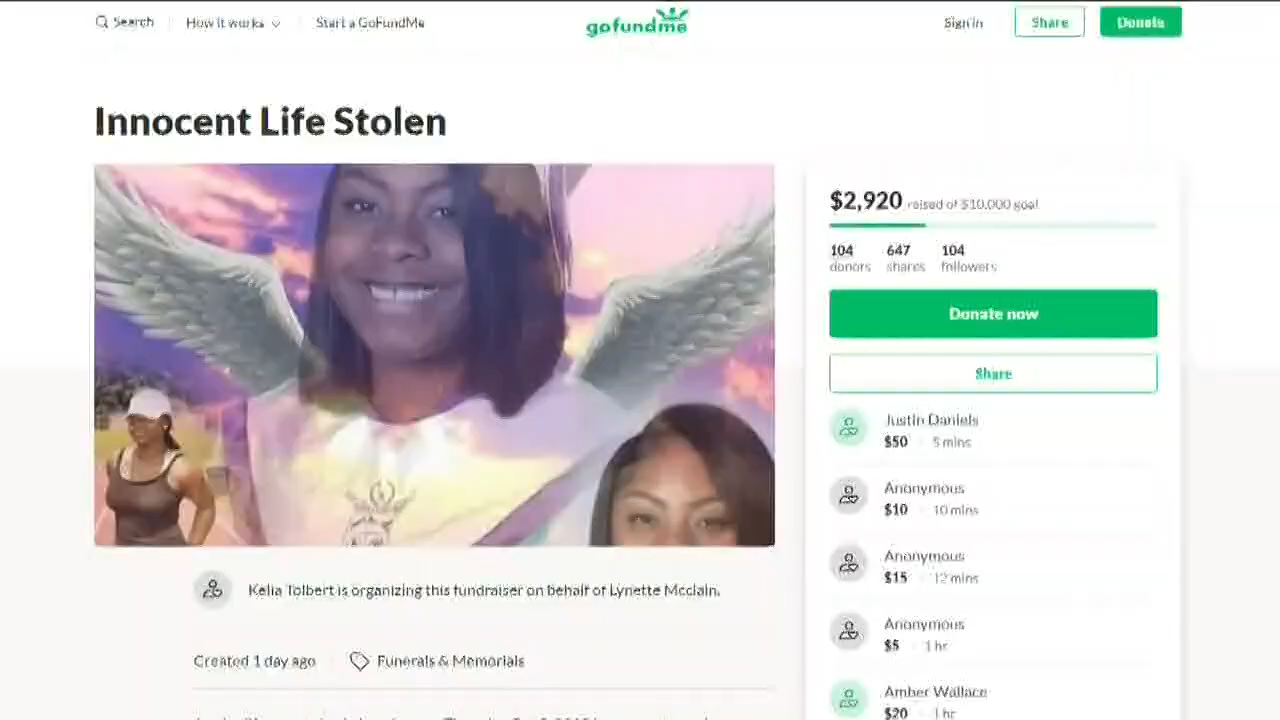 Search
How it works
Start a GoFundMe
gofundme
Sign in
Share
Donate
Innocent Life Stolen
$2,920 raised of $10,000 goal
104 647 104
donors shares followers
Donate now
Share
Justin Daniels
$50 · 5 mins
Anonymous
$10 · 10 mins
Anonymous
$15 · 12 mins
Anonymous
$5 · 1 hr
Amber Wallace
$20 · 1 hr
Kelia Tolbert is organizing this fundraiser on behalf of Lynette Mcclain.
Created 1 day ago
Funerals & Memorials